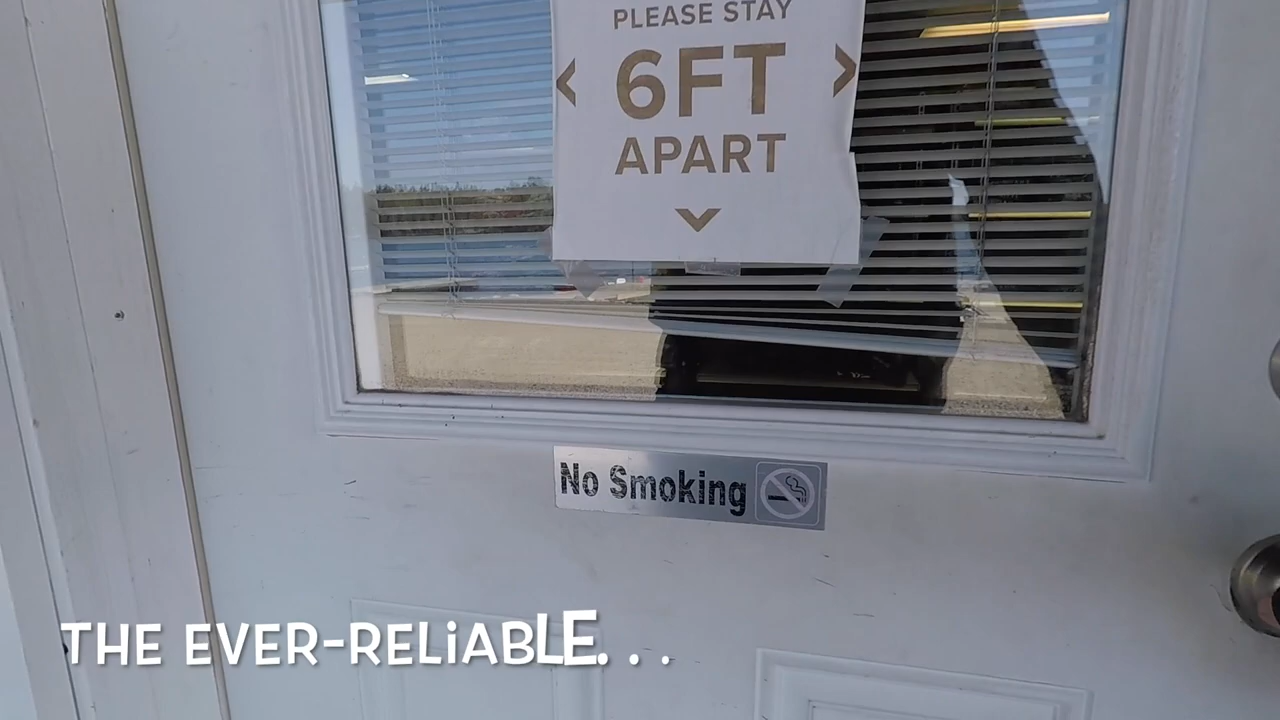 PLEASE STAY
6FT
APART
No Smoking
THE EVER-RELiABLE...